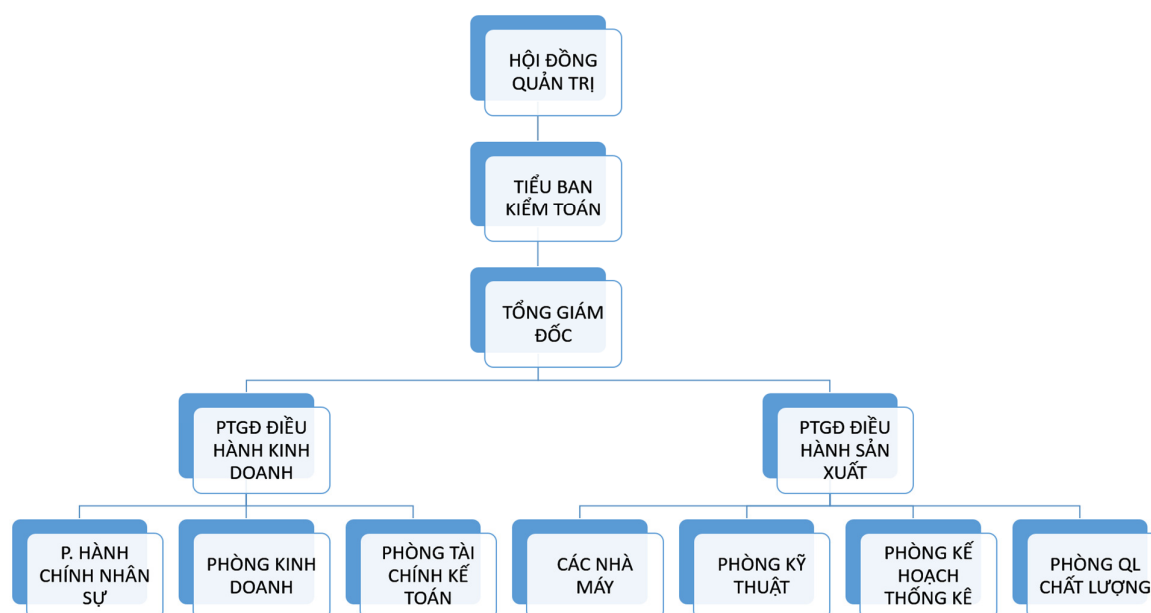 HỘI ĐỒNG
QUẢN TRỊ
TIỂU BAN
KIỂM TOÁN
TỔNG GIÁM
ĐỐC
PTGĐ ĐIỀU
HÀNH KINH
DOANH
PTGĐ ĐIỀU
HÀNH SẢN
XUẤT
P. HÀNH
CHÍNH NHÂN
SỰ
PHÒNG KINH
DOANH
PHÒNG TÀI
CHÍNH KẾ
TOÁN
CÁC NHÀ
MÁY
PHÒNG KỸ
THUẬT
PHÒNG KẾ
HOẠCH
THỐNG KÊ
PHÒNG QL
CHẤT LƯỢNG